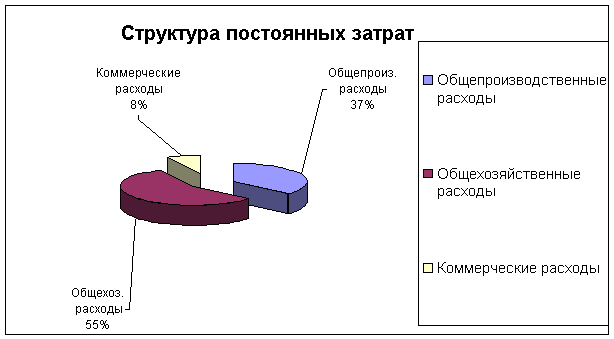 Структура постоянных затрат
Коммерческие
расходы
8%
Общепроиз.
расходы
37%
Общехоз.
расходы
55%
Общепроизводственные
расходы
Общехозяйственные
расходы
Коммерческие расходы